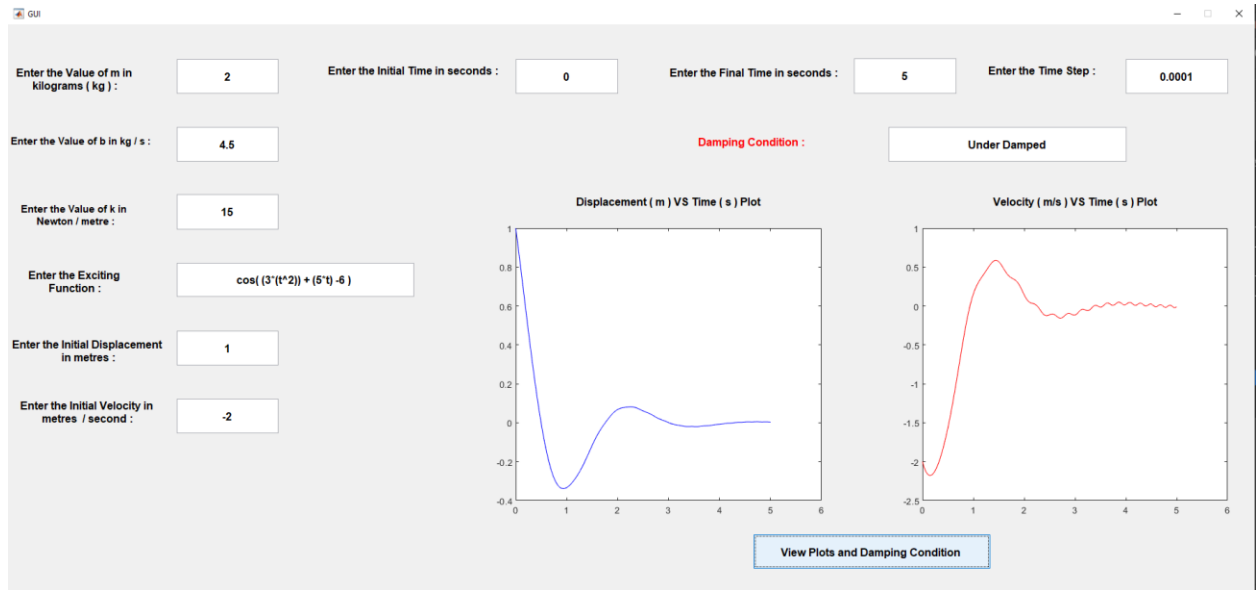 GUI
Enter the Value of m in
kilograms ( kg ) :
2
Enter the Initial Time in seconds :
0
Enter the Final Time in seconds :
5
Enter the Time Step :
0.0001
Enter the Value of b in kg / s :
4.5
Damping Condition :
Under Damped
Enter the Value of k in
Newton / metre :
15
Enter the Exciting
Function :
cos( (3*(t^2)) + (5*t) -6 )
Enter the Initial Displacement
in metres :
1
Enter the Initial Velocity in
metres / second :
-2
Displacement ( m ) VS Time ( s ) Plot
1
0.8
0.6
0.4
0.2
0
-0.2
-0.4
0 1 2 3 4 5 6
Velocity ( m/s ) VS Time ( s ) Plot
1
0.5
0
-0.5
-1
-1.5
-2
-2.5
0 1 2 3 4 5 6
View Plots and Damping Condition